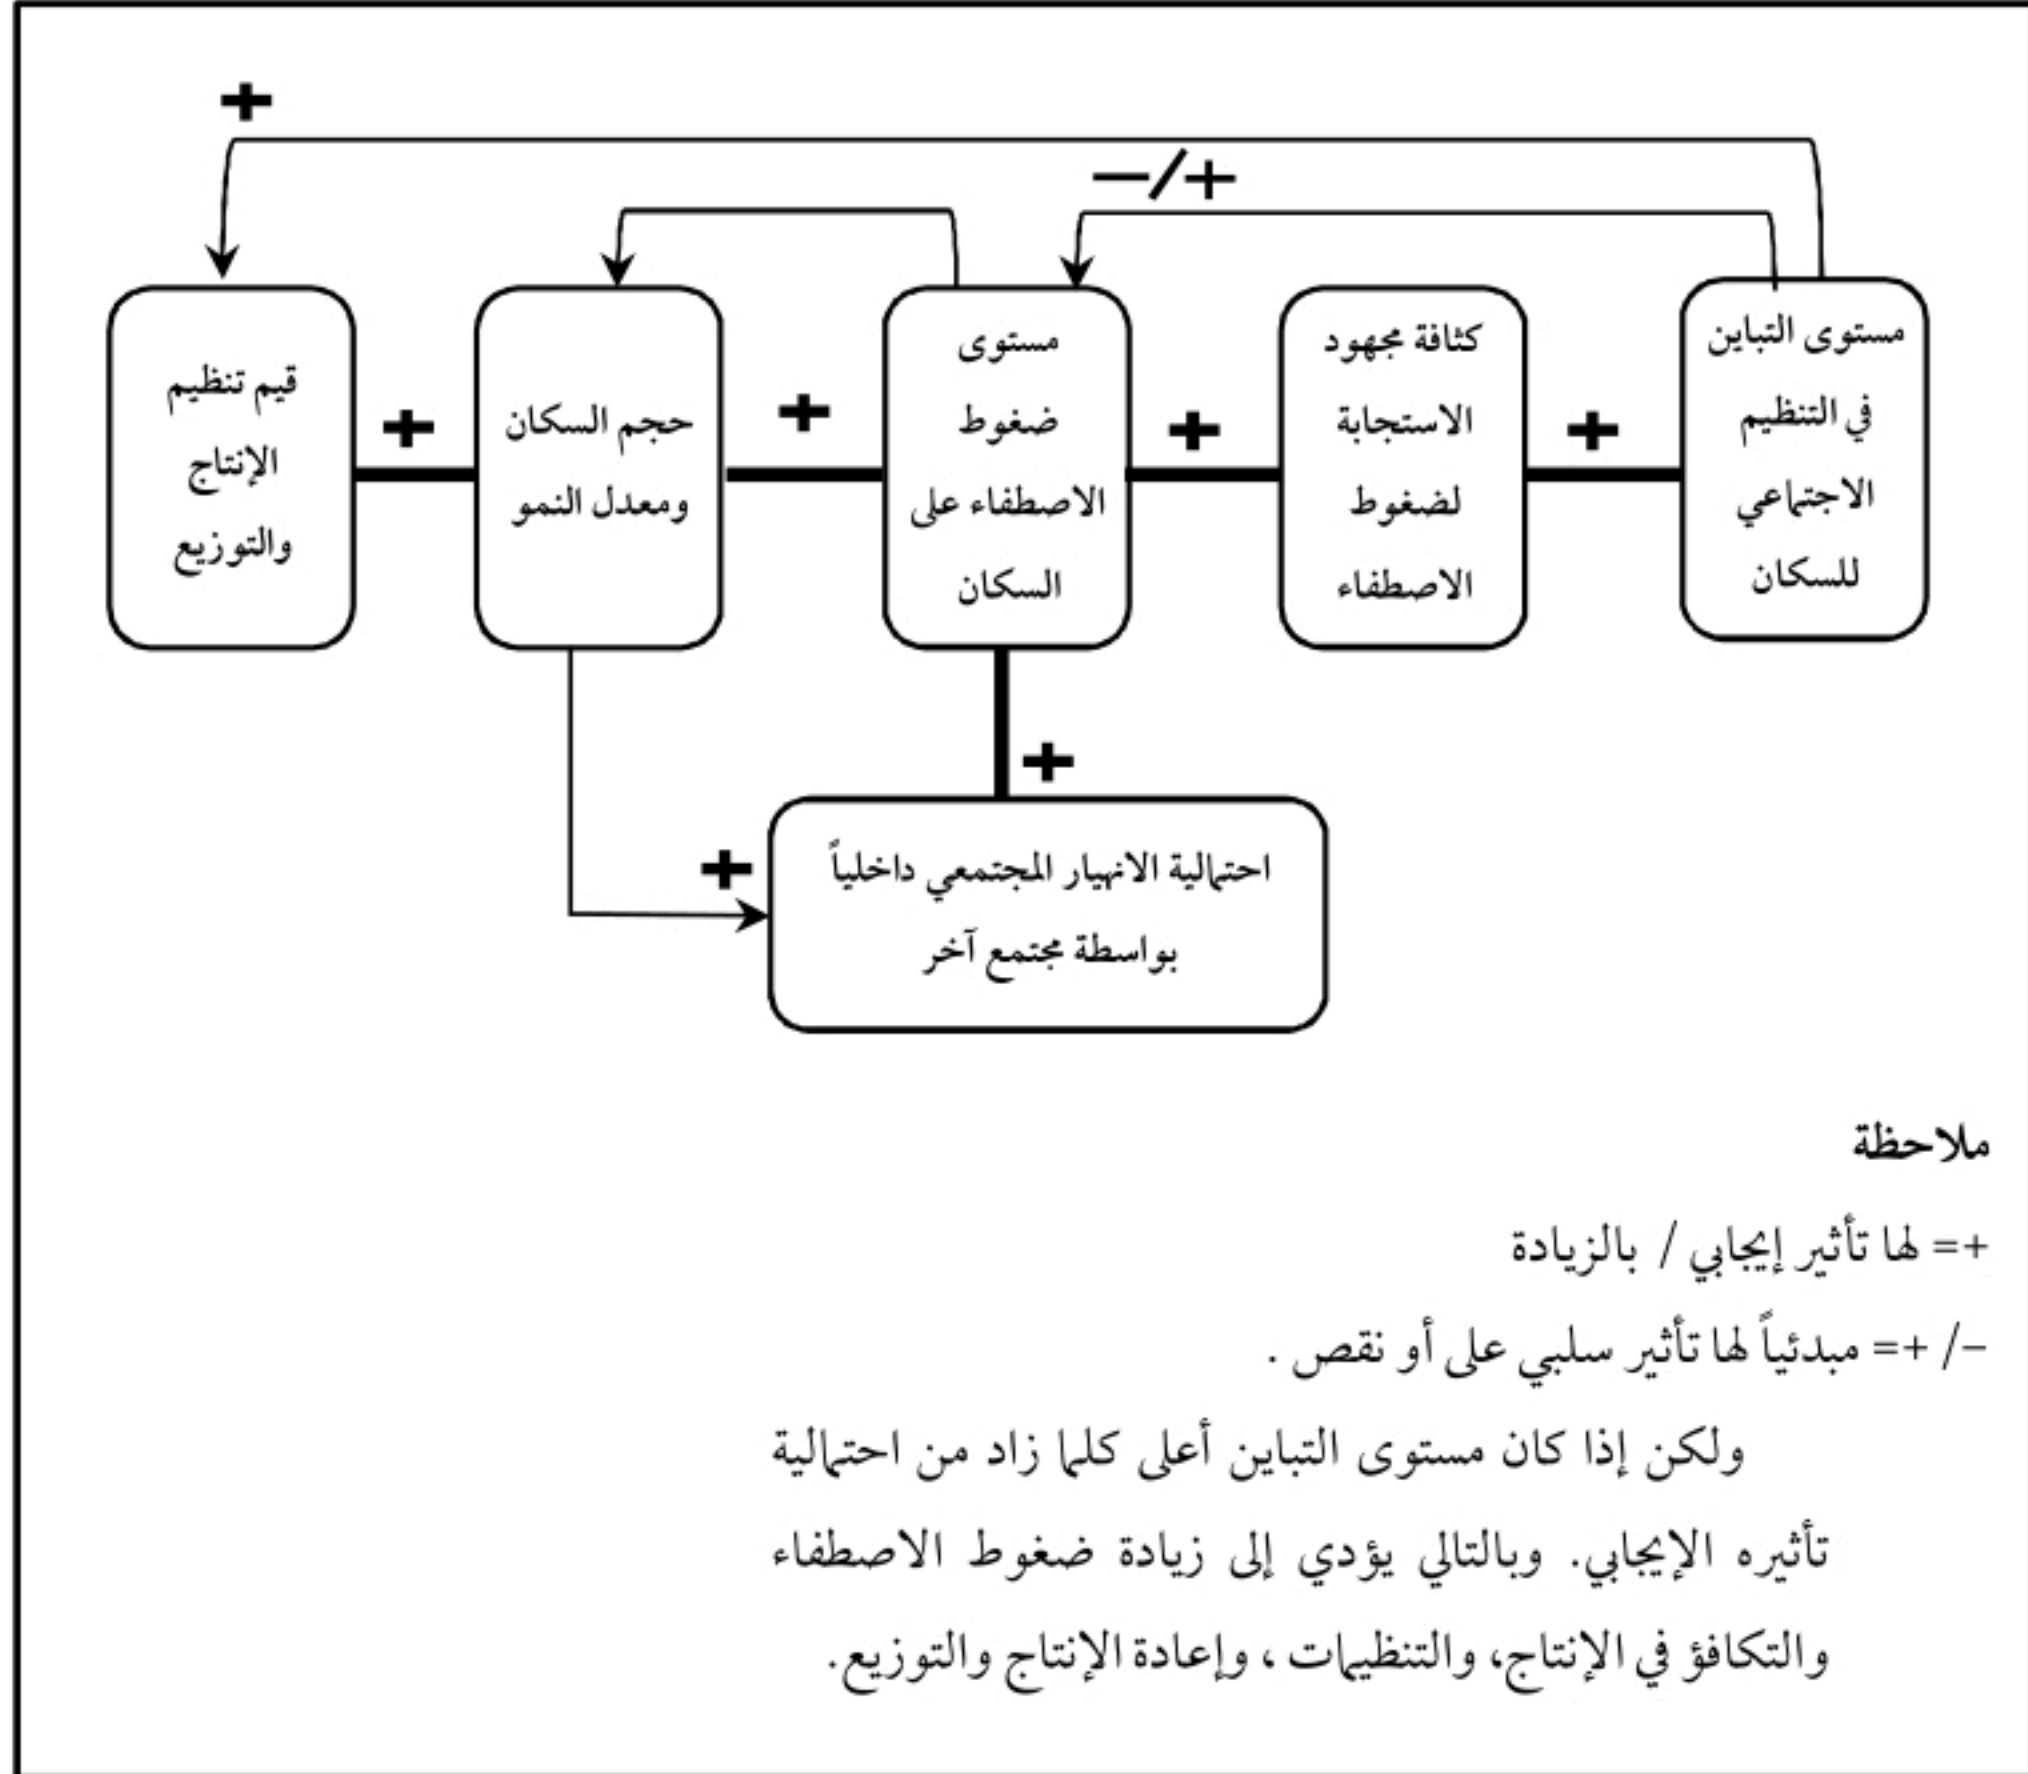 +
−/+
مستوى التباين
في التنظيم
الاجتماعي
للسكان
+
كثافة مجهود
الاستجابة
لضغوط
الاصطفاء
+
مستوى
ضغوط
الاصطفاء على
السكان
+
حجم السكان
ومعدل النمو
+
قيم تنظيم
الإنتاج
والتوزيع
+
+
احتمالية الانهيار المجتمعي داخلياً
بواسطة مجتمع آخر
ملاحظة
+= لها تأثير إيجابي / بالزيادة
−/ += مبدئياً لها تأثير سلبي على أو نقص .
ولكن إذا كان مستوى التباين أعلى كلما زاد من احتمالية
تأثيره الإيجابي. وبالتالي يؤدي إلى زيادة ضغوط الاصطفاء
والتكافؤ في الإنتاج، والتنظيمات ، وإعادة الإنتاج والتوزيع.